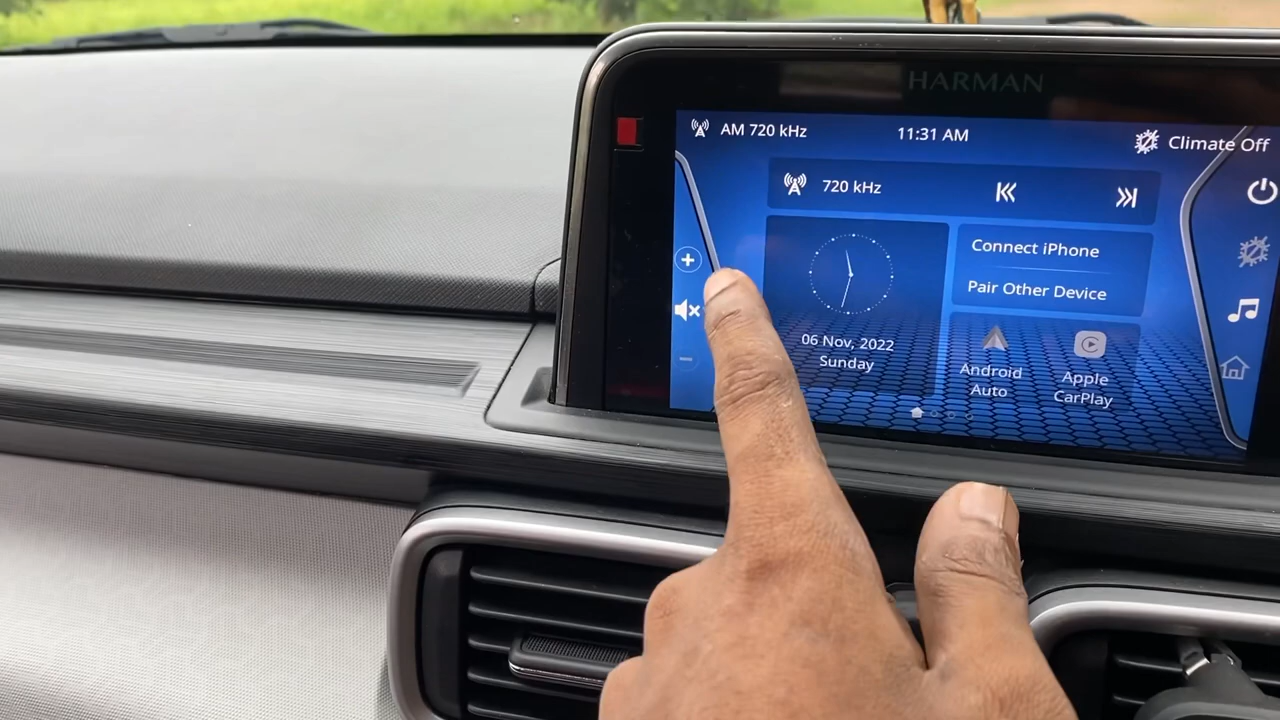 HARMAN
AM 720 kHz
11:31 AM
Climate Off
720 kHz
Connect iPhone
Pair Other Device
06 Nov, 2022
Sunday
Android
Auto
Apple
CarPlay